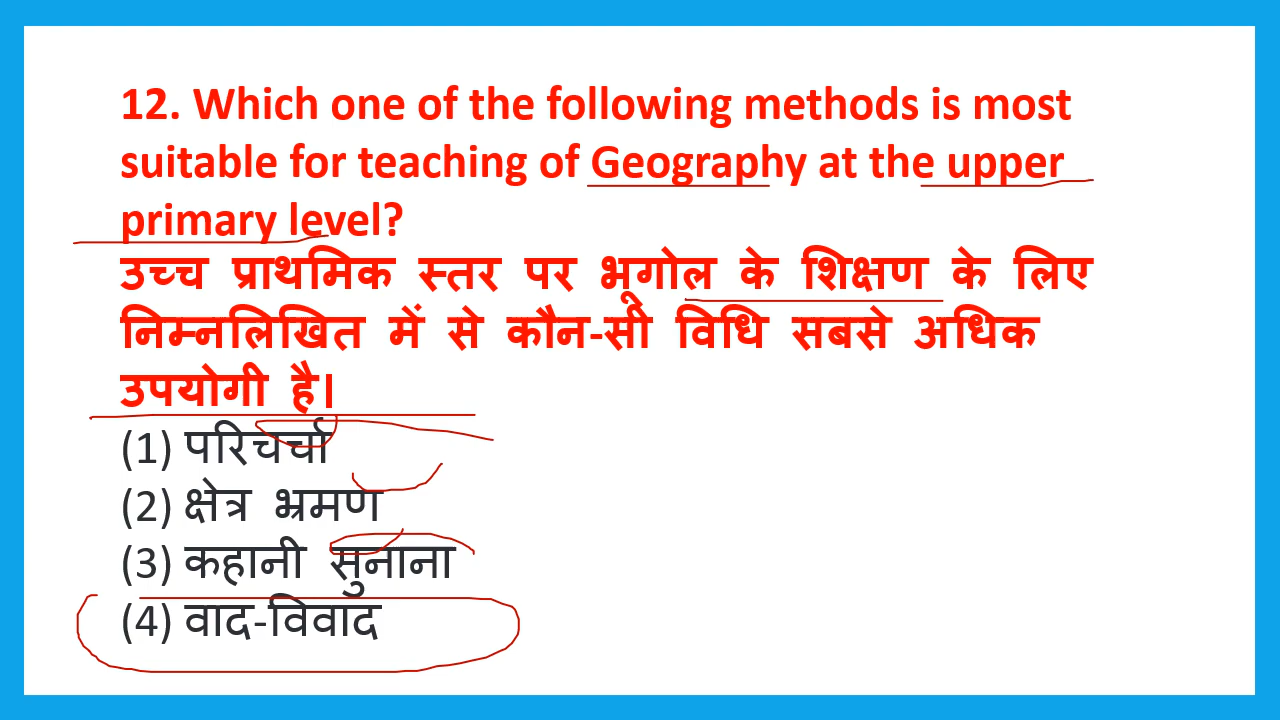 12. Which one of the following methods is most
suitable for teaching of Geography at the upper
primary level?
उच्च प्राथमिक स्तर पर भूगोल के शिक्षण के लिए
निम्नलिखित में से कौन-सी विधि सबसे अधिक
उपयोगी है।
(1) परिचर्चा
(2) क्षेत्र भ्रमण
(3) कहानी सुनाना
(4) वाद-विवाद